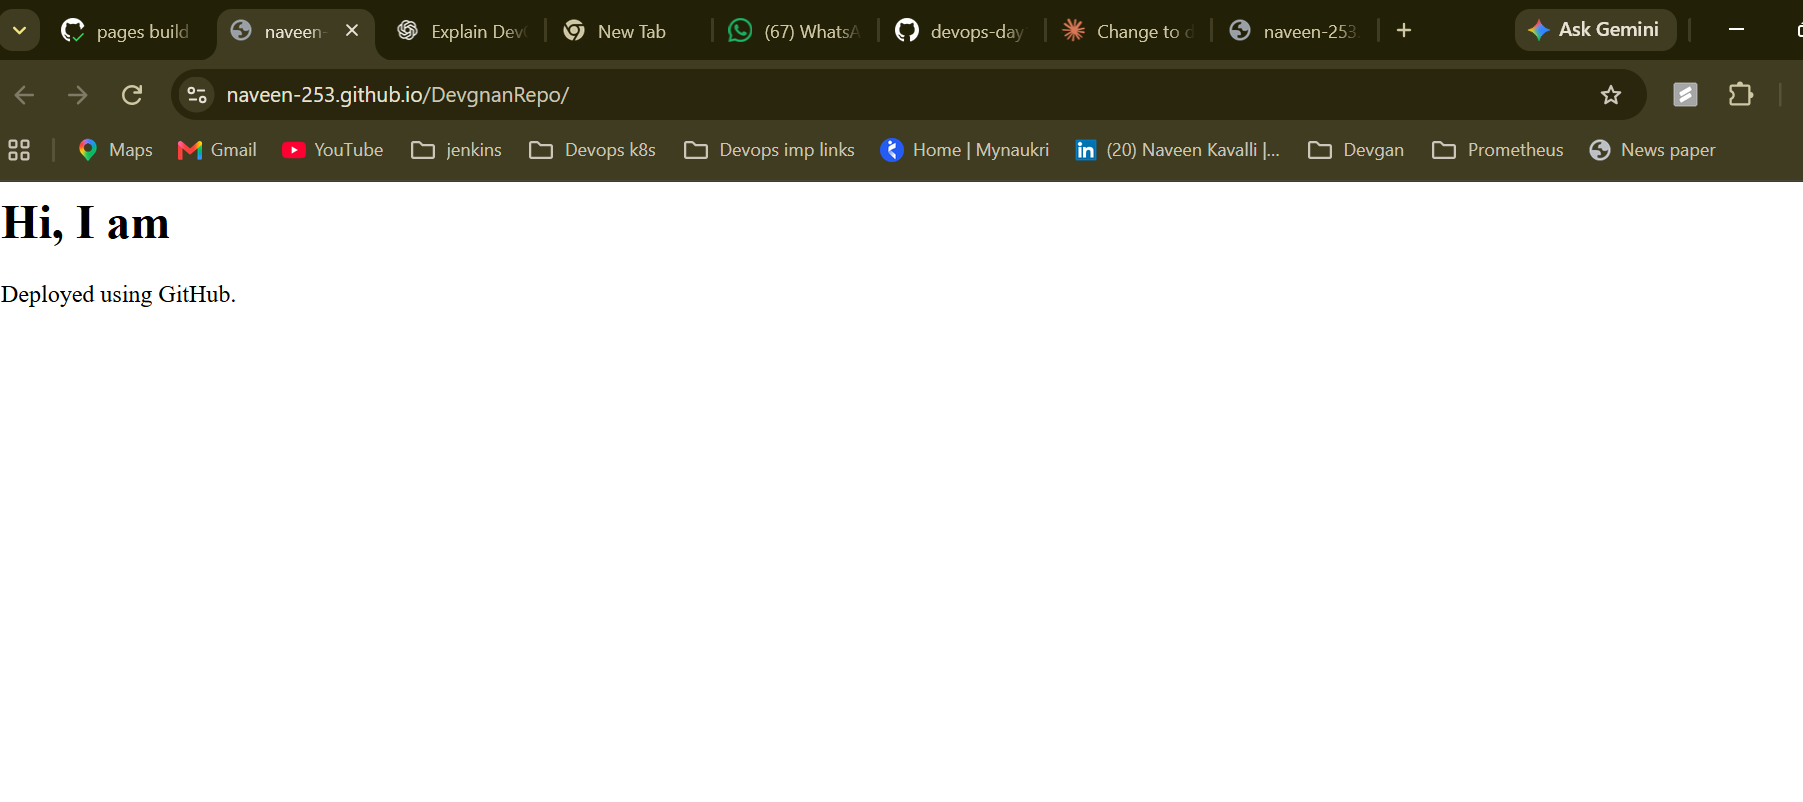 pages build
naveen-
Explain Dev
New Tab
(67) WhatsA
devops-day
Change to d
naveen-253
Ask Gemini
naveen-253.github.io/DevgnanRepo/
Maps
Gmail
YouTube
jenkins
Devops k8s
Devops imp links
Home | Mynaukri
in (20) Naveen Kavalli |...
Devgan
Prometheus
News paper
Hi, I am
Deployed using GitHub.